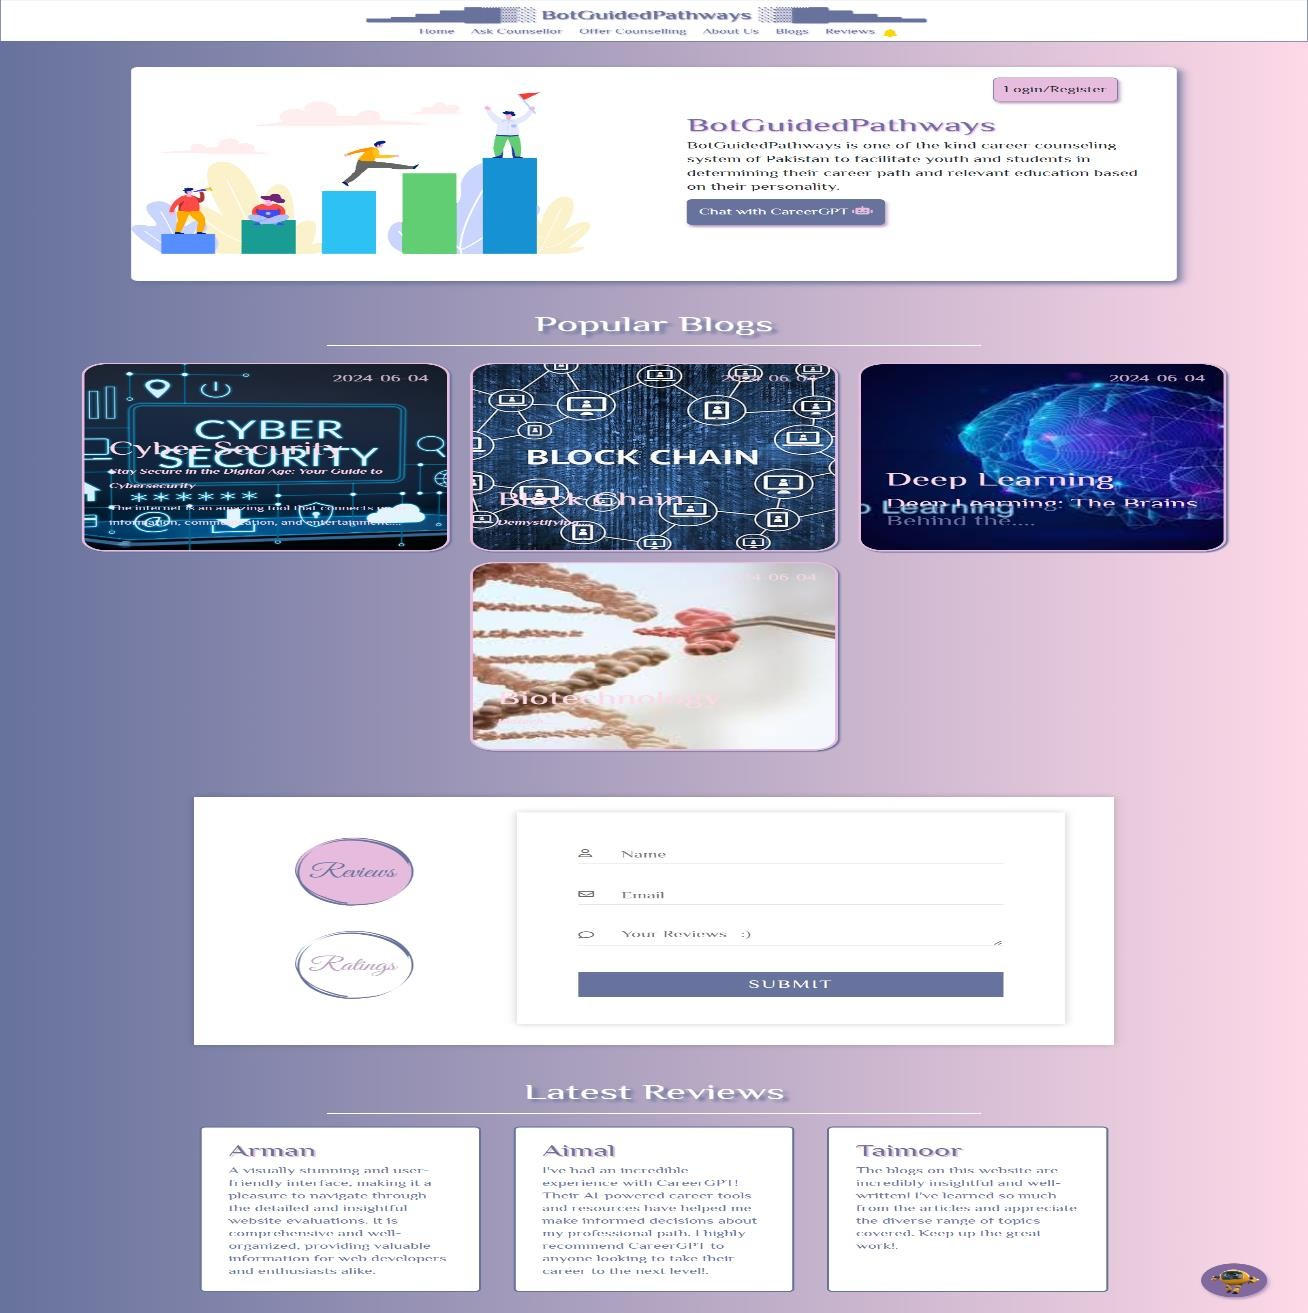 BotGuidedPathways
Home Ask Counsellor Offer Counselling About Us Blogs Reviews
Login/Register
BotGuidedPathways
BotGuidedPathways is one of the kind career counseling
system of Pakistan to facilitate youth and students in
determining their career path and relevant education based
on their personality.
Chat with CareerGPT
Popular Blogs
2024-06-04
CYBER
SECURITY
Cyber Security
Stay Secure in the Digital Age: Your Guide to
Cybersecurity
******
The internet is an amazing tool that connects us
information, communication, and entertainment....
2024-06-04
BLOCK CHAIN
Block Chain
Demystifying....
2024-06-04
Deep Learning
Deep Learning: The Brains
Behind the....
p Learning
06-04
Biotechnology
Name
Reviews
Email
Your Reviews :)
Ratings
SUBMIT
Latest Reviews
Arman
A visually stunning and user-
friendly interface, making it a
pleasure to navigate through
the detailed and insightful
website evaluations. It is
comprehensive and well-
organized, providing valuable
information for web developers
and enthusiasts alike.
Aimal
I've had an incredible
experience with CareerGPT!
Their AI-powered career tools
and resources have helped me
make informed decisions about
my professional path. I highly
recommend CareerGPT to
anyone looking to take their
career to the next level!.
Taimoor
The blogs on this website are
incredibly insightful and well-
written! I've learned so much
from the articles and appreciate
the diverse range of topics
covered. Keep up the great
work!.